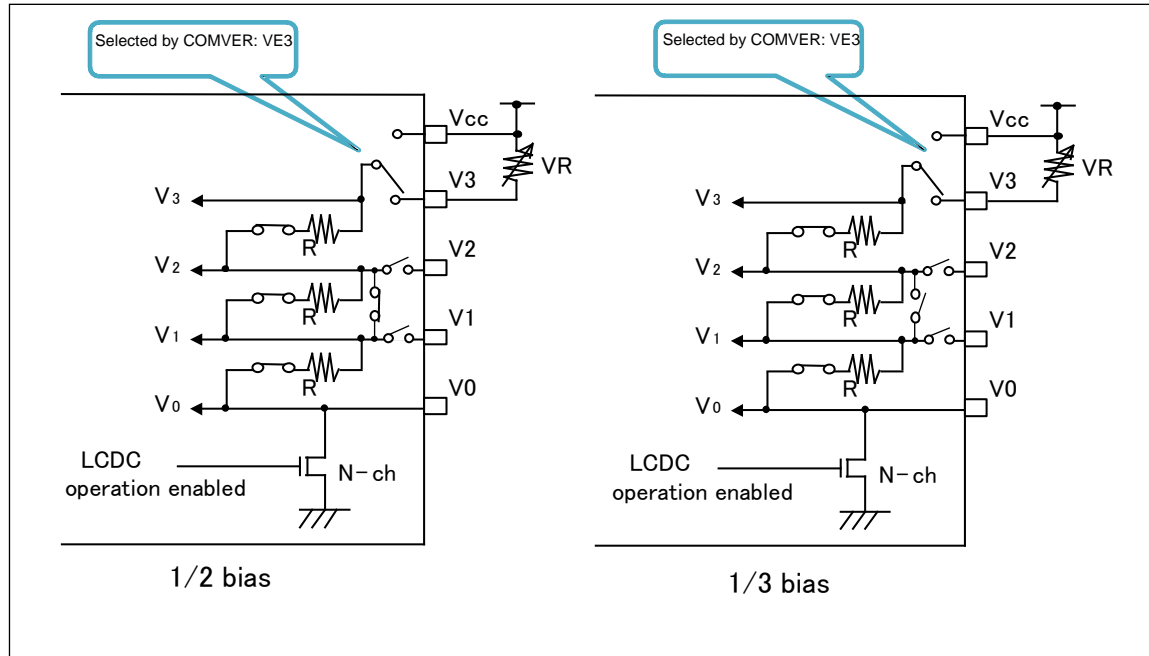 Selected by COMVER: VE3
Vcc
VR
V3
V3
R
V2
V2
R
V1
V1
R
V0
V0
LCDC
operation enabled
N-ch
1/2 bias
Selected by COMVER: VE3
Vcc
VR
V3
V3
R
V2
V2
R
V1
V1
R
V0
V0
LCDC
operation enabled
N-ch
1/3 bias